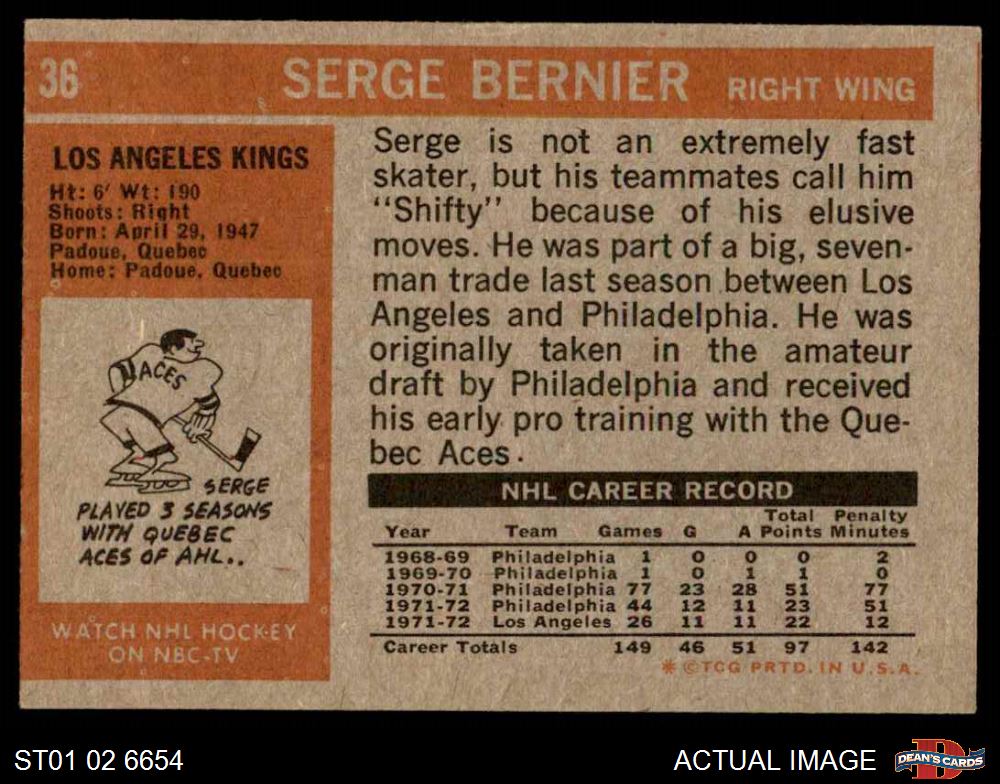 36 SERGE BERNIER RIGHT WING
LOS ANGELES KINGS
Ht: 6' Wt: 190
Shoots: Right
Born: April 29, 1947
Padoue, Quebec
Home: Padoue, Quebec
ACES
SERGE
PLAYED 3 SEASONS
WITH QUEBEC
ACES OF AHL..
WATCH NHL HOCKEY
ON NBC-TV
Serge is not an extremely fast
skater, but his teammates call him
"Shifty" because of his elusive
moves. He was part of a big, seven-
man trade last season between Los
Angeles and Philadelphia. He was
originally taken in the amateur
draft by Philadelphia and received
his early pro training with the Que-
bec Aces.
NHL CAREER RECORD
Total Penalty
Year Team Games G A Points Minutes
1968-69 Philadelphia 1 0 0 0 2
1969-70 Philadelphia 1 0 1 1 0
1970-71 Philadelphia 77 23 28 51 77
1971-72 Philadelphia 44 12 11 23 51
1971-72 Los Angeles 26 11 11 22 12
Career Totals 149 46 51 97 142
* © TCG PRTD. IN U.S.A.
ST01 02 6654
ACTUAL IMAGE
D
DEAN'S CARDS